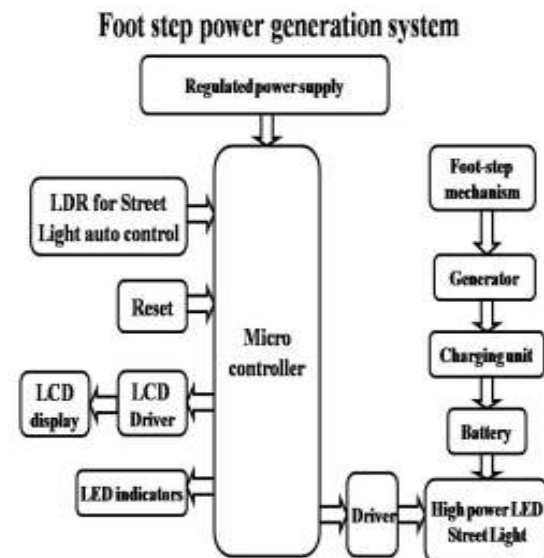 Foot step power generation system
Regulated power supply
LDR for Street
Light auto control
Reset
LCD
display
LCD
Driver
LED indicators
Micro
controller
Driver
Foot-step
mechanism
Generator
Charging unit
Battery
High power LED
Street Light